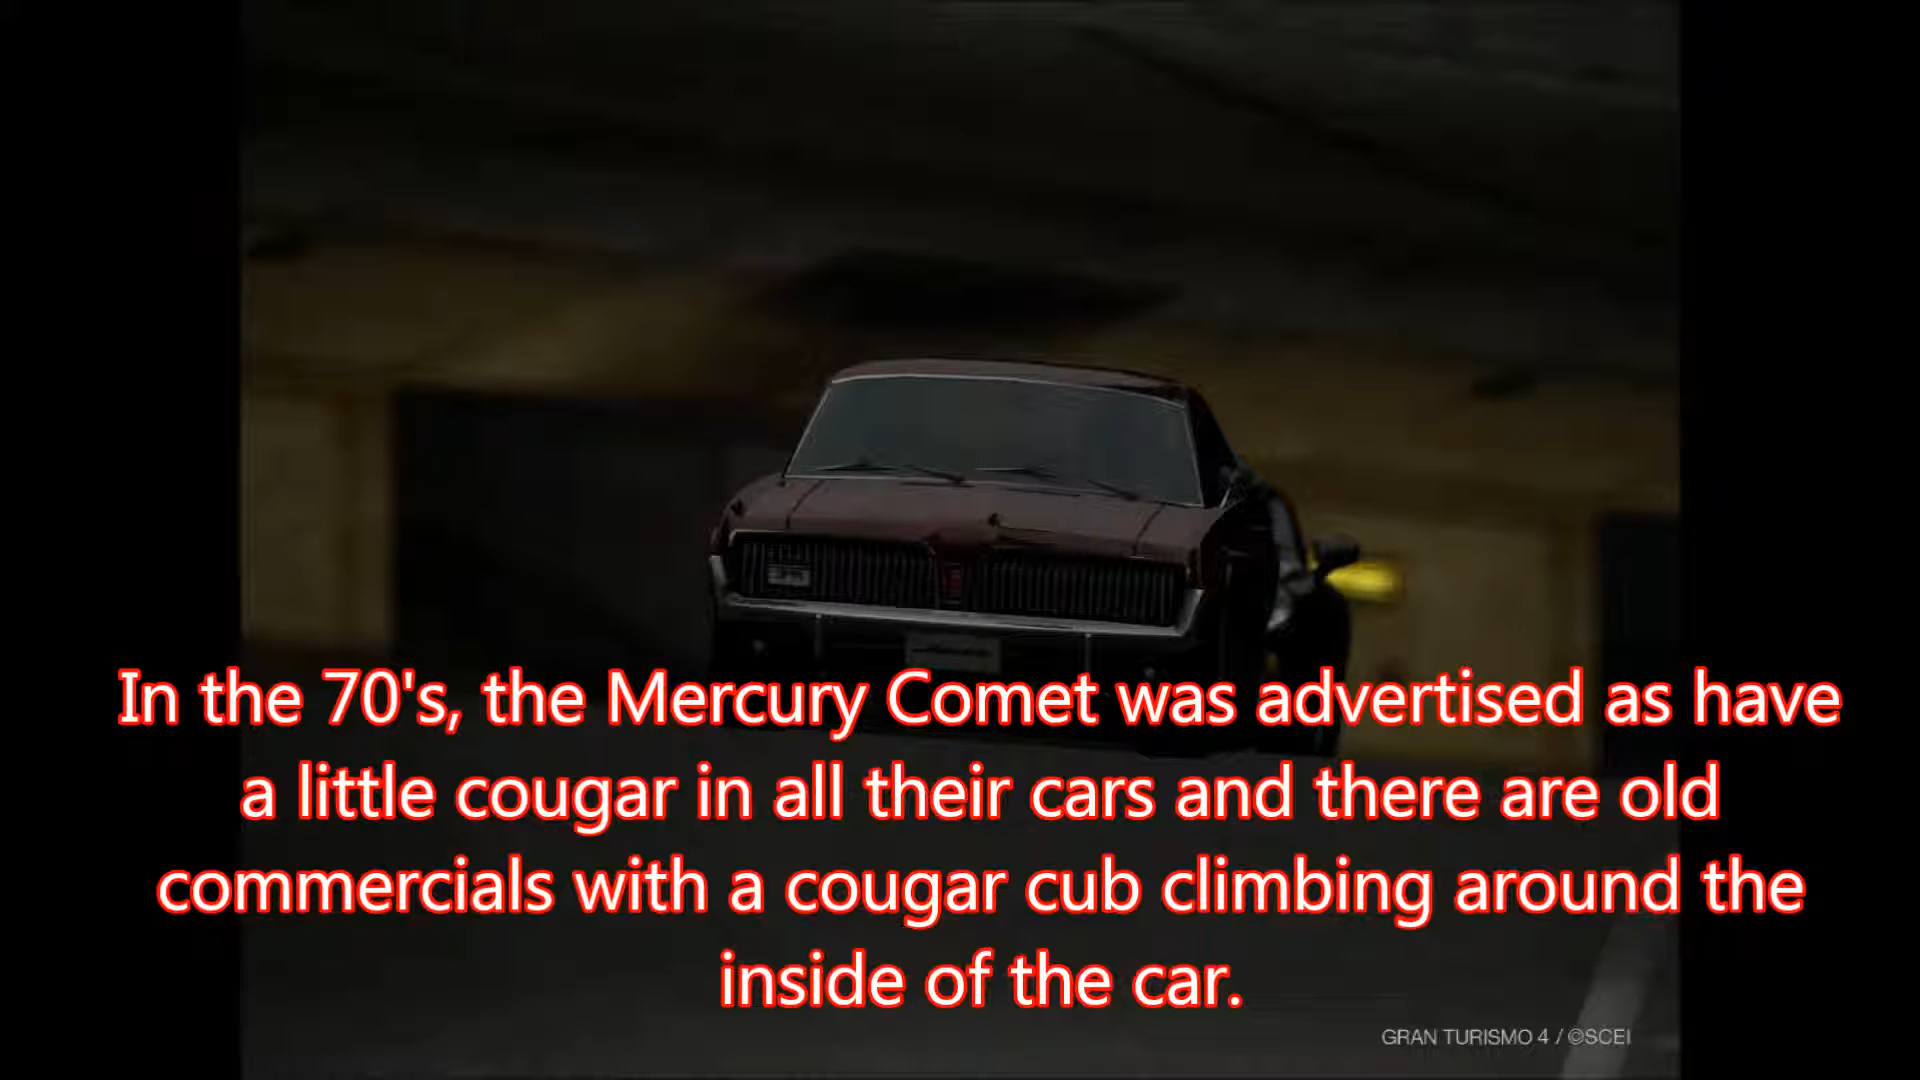 In the 70's, the Mercury Comet was advertised as have
a little cougar in all their cars and there are old
commercials with a cougar cub climbing around the
inside of the car.
GRAN TURISMO 4 / ©SCEI